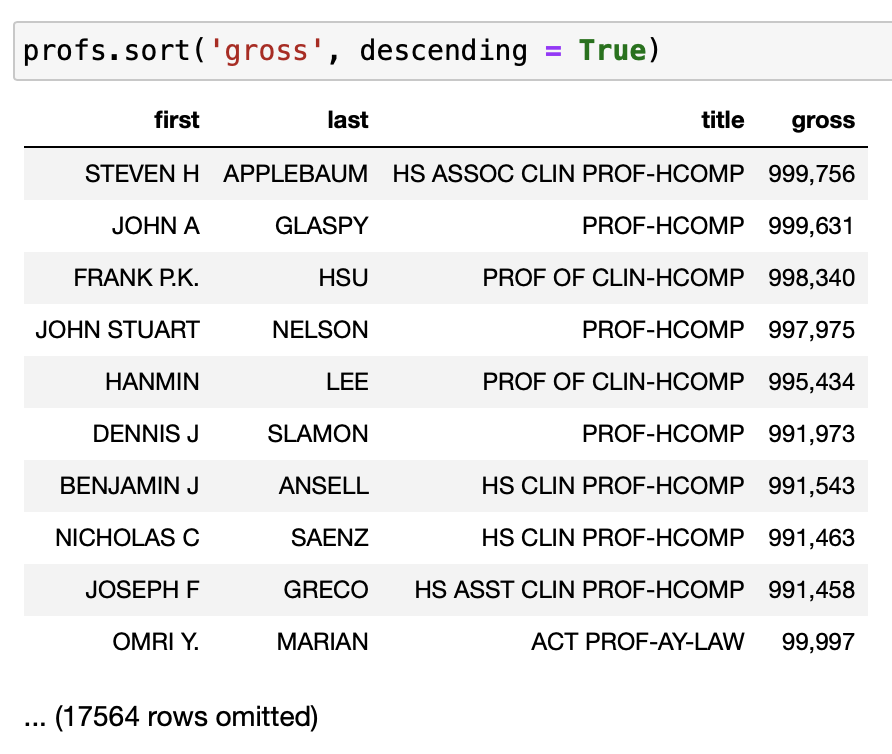 profs.sort('gross', descending = True)
first last title gross
STEVEN H APPLEBAUM HS ASSOC CLIN PROF-HCOMP 999,756
JOHN A GLASPY PROF-HCOMP 999,631
FRANK P.K. HSU PROF OF CLIN-HCOMP 998,340
JOHN STUART NELSON PROF-HCOMP 997,975
HANMIN LEE PROF OF CLIN-HCOMP 995,434
DENNIS J SLAMON PROF-HCOMP 991,973
BENJAMIN J ANSELL HS CLIN PROF-HCOMP 991,543
NICHOLAS C SAENZ HS CLIN PROF-HCOMP 991,463
JOSEPH F GRECO HS ASST CLIN PROF-HCOMP 991,458
OMRI Y. MARIAN ACT PROF-AY-LAW 99,997
... (17564 rows omitted)